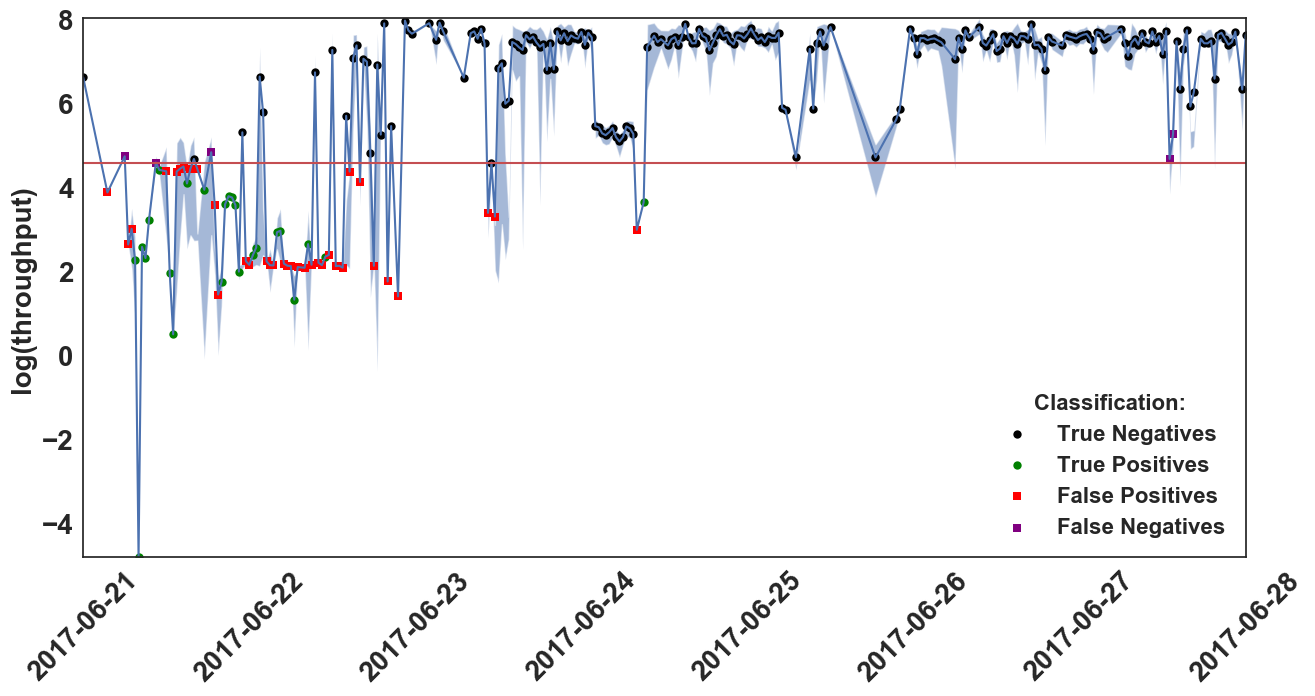 log(throughput)
8
6
4
2
0
−2
−4
Classification:
True Negatives
True Positives
False Positives
False Negatives
2017-06-21
2017-06-22
2017-06-23
2017-06-24
2017-06-25
2017-06-26
2017-06-27
2017-06-28